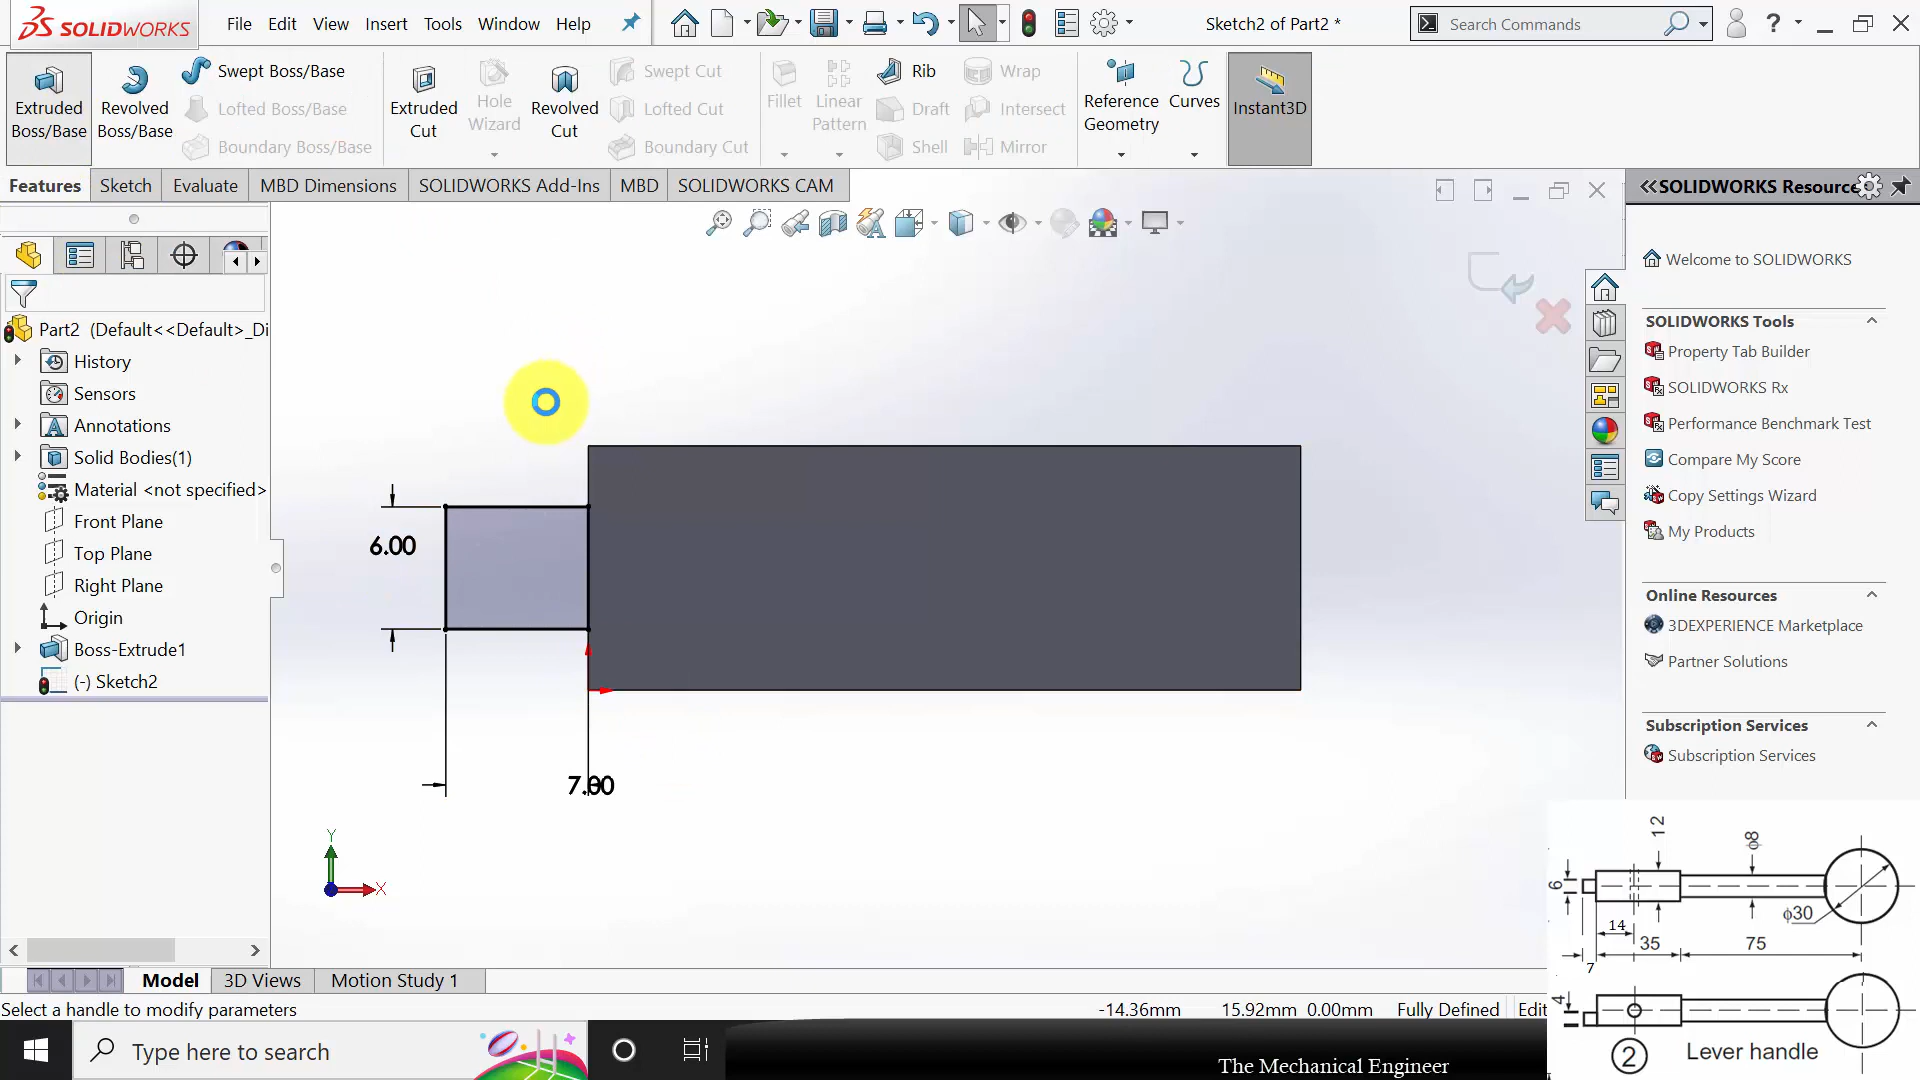 SOLIDWORKS
File Edit View Insert Tools Window Help
Sketch2 of Part2 *
Search Commands
?
Extruded Boss/Base
Revolved Boss/Base
Swept Boss/Base
Lofted Boss/Base
Boundary Boss/Base
Extruded Cut
Hole Wizard
Revolved Cut
Swept Cut
Lofted Cut
Boundary Cut
Fillet
Linear Pattern
Rib
Draft
Shell
Wrap
Intersect
Mirror
Reference Geometry
Curves
Instant3D
Features Sketch Evaluate MBD Dimensions SOLIDWORKS Add-Ins MBD SOLIDWORKS CAM
Part2 (Default<<Default>_Di
History
Sensors
Annotations
Solid Bodies(1)
Material <not specified>
Front Plane
Top Plane
Right Plane
Origin
Boss-Extrude1
(-) Sketch2
6.00
7.00
Y
X
SOLIDWORKS Resource
Welcome to SOLIDWORKS
SOLIDWORKS Tools
Property Tab Builder
SOLIDWORKS Rx
Performance Benchmark Test
Compare My Score
Copy Settings Wizard
My Products
Online Resources
3DEXPERIENCE Marketplace
Partner Solutions
Subscription Services
Subscription Services
12
ϕ8
6
ϕ30
14
35
75
7
4
2
Lever handle
Model 3D Views Motion Study 1
Select a handle to modify parameters
-14.36mm 15.92mm 0.00mm Fully Defined Edit
Type here to search
The Mechanical Engineer